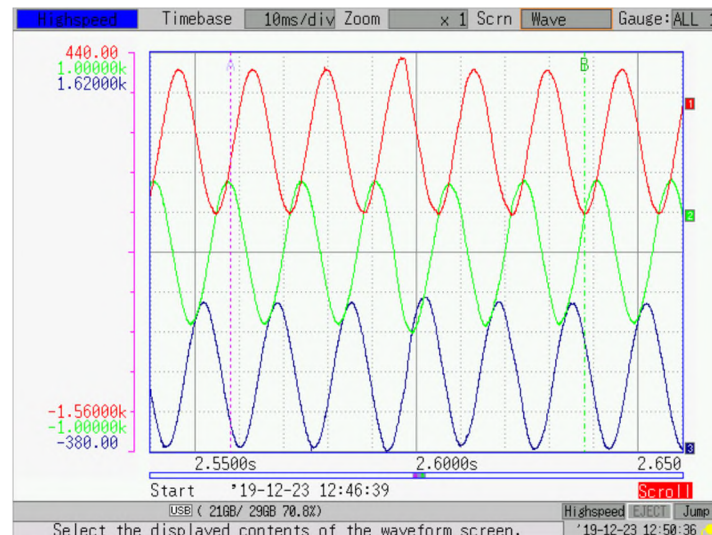 Highspeed Timebase 10ms/div Zoom x 1 Scrn Wave Gauge: ALL 1
440.00
1.00000k
1.62000k
A B
1
2
-1.56000k
-1.00000k
-380.00
3
2.5500s 2.6000s 2.650
Start '19-12-23 12:46:39 Scroll
USB ( 21GB/ 29GB 70.8%) Highspeed EJECT Jump
Select the displayed contents of the waveform screen. '19-12-23 12:50:36